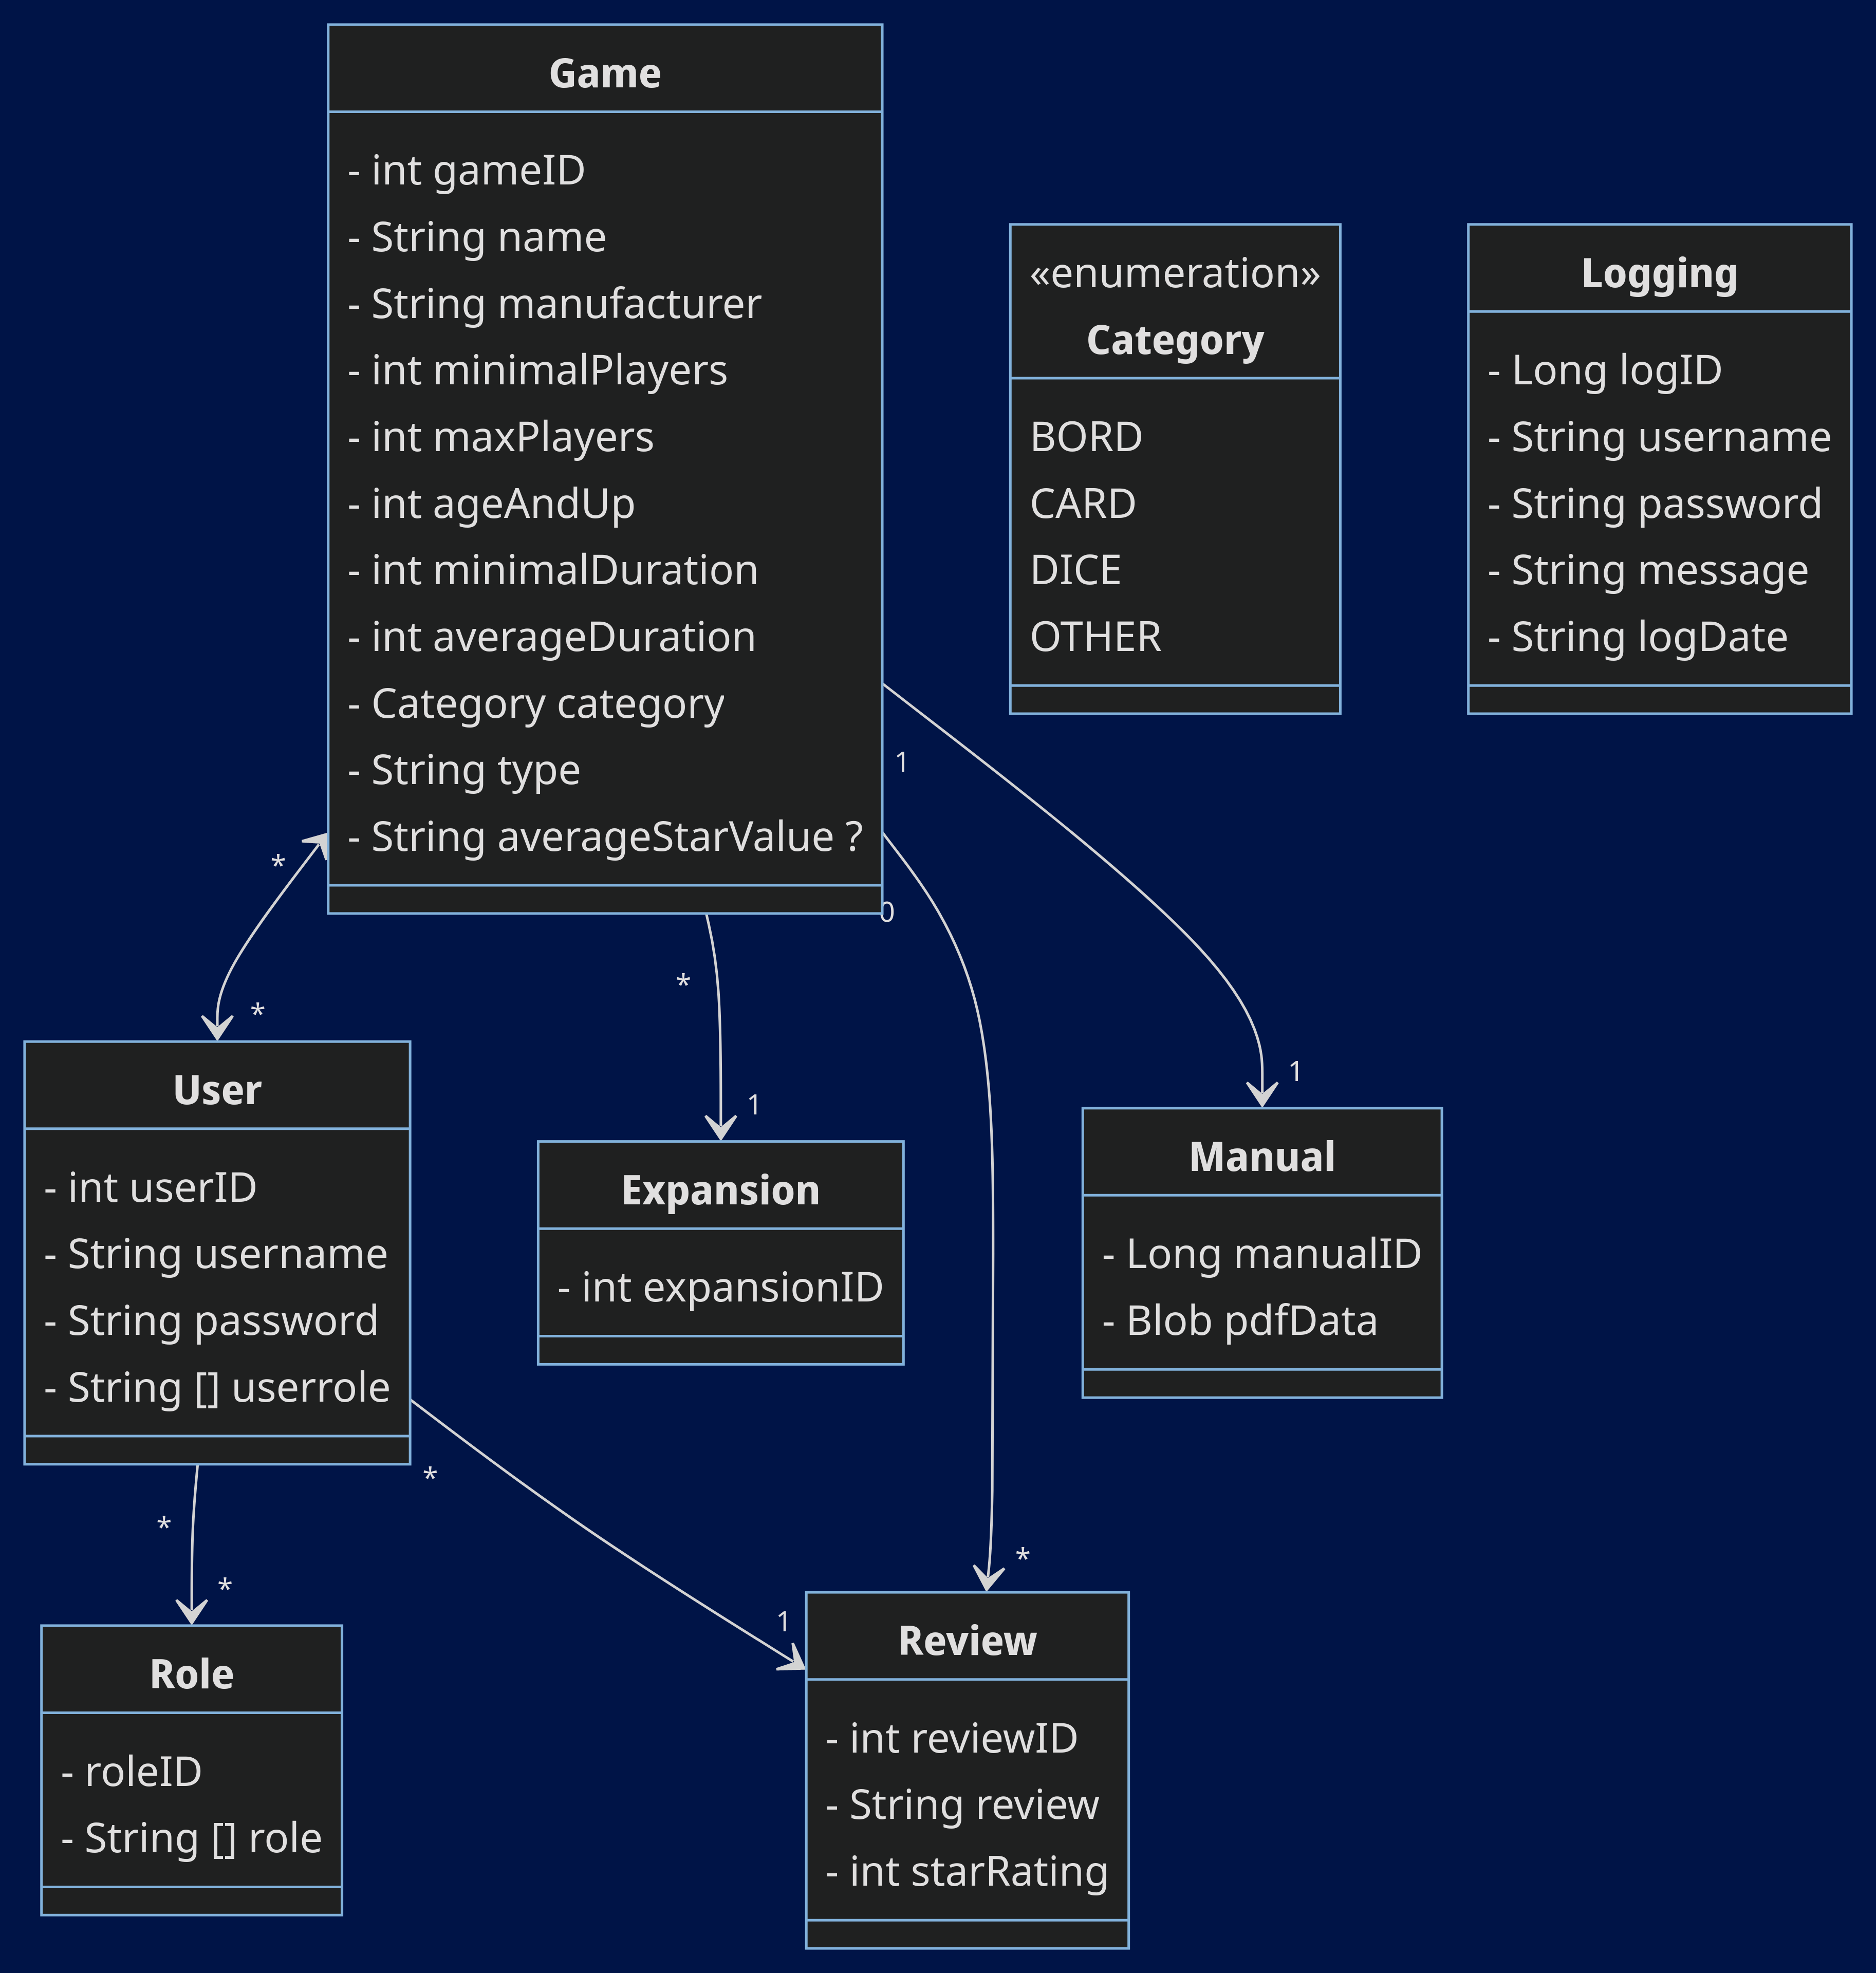 Game
- int gameID
- String name
- String manufacturer
- int minimalPlayers
- int maxPlayers
- int ageAndUp
- int minimalDuration
- int averageDuration
- Category category
- String type
- String averageStarValue ?
«enumeration»
Category
BORD
CARD
DICE
OTHER
Logging
- Long logID
- String username
- String password
- String message
- String logDate
1
*
0
*
*
1
1
User
- int userID
- String username
- String password
- String [] userrole
Expansion
- int expansionID
Manual
- Long manualID
- Blob pdfData
*
*
*
*
1
Role
- roleID
- String [] role
Review
- int reviewID
- String review
- int starRating